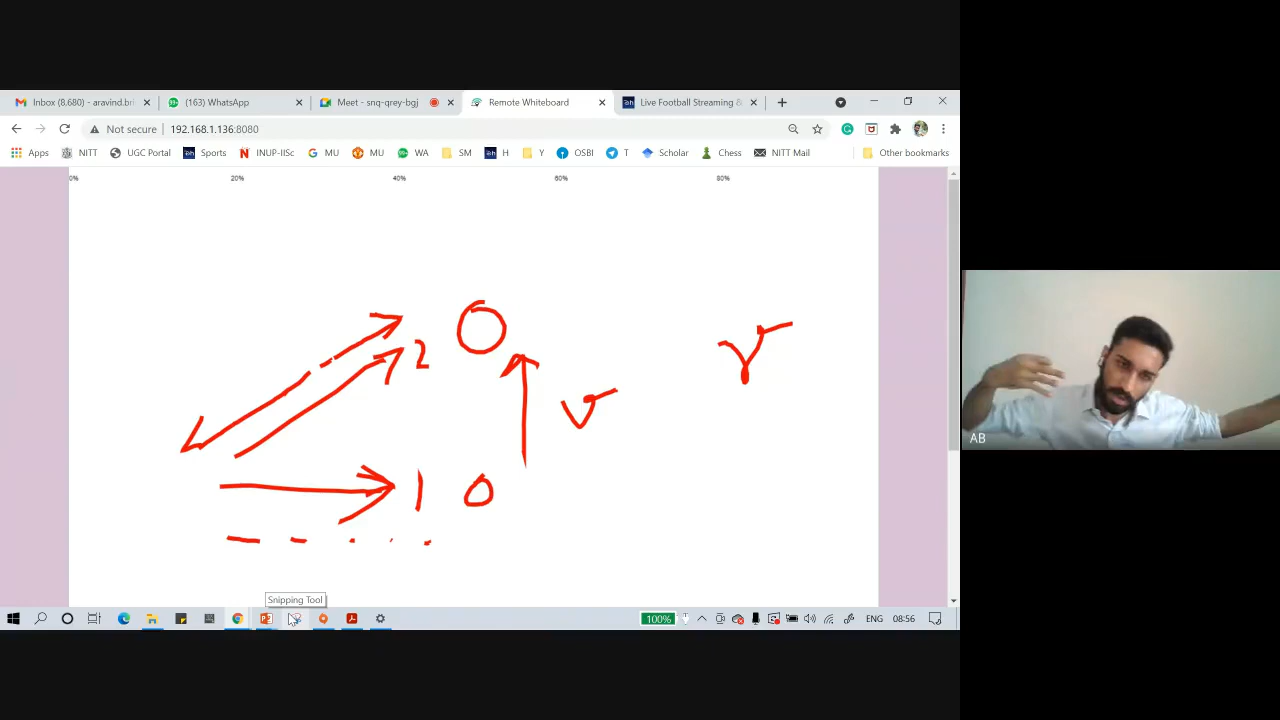 Inbox (8,680) - aravind.bri
(163) WhatsApp
Meet - snq-qrey-bgj
Remote Whiteboard
Live Football Streaming &
Not secure
192.168.1.136:8080
Apps
NITT
UGC Portal
Sports
INUP-IISc
MU
MU
WA
SM
H
Y
OSBI
T
Scholar
Chess
NITT Mail
Other bookmarks
0%
20%
40%
60%
80%
2
v
1
Snipping Tool
AB
100%
ENG
08:56